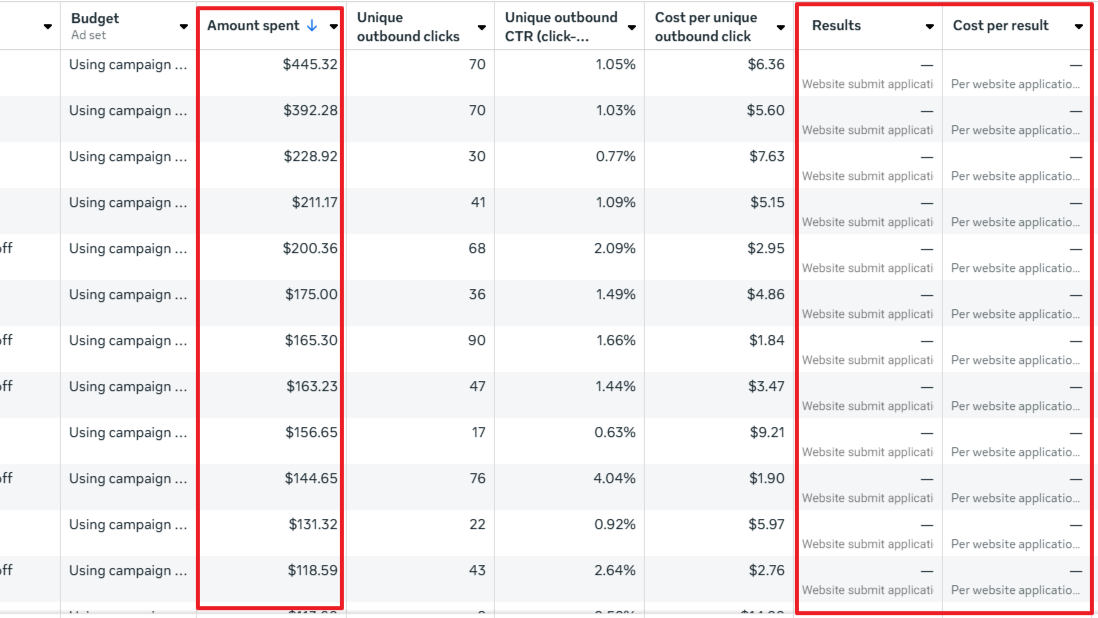 Budget
Ad set
Amount spent
Unique outbound clicks
Unique outbound CTR (click-...
Cost per unique outbound click
Results
Cost per result
Using campaign ... $445.32 70 1.05% $6.36 — —
Website submit applicati Per website applicatio...
Using campaign ... $392.28 70 1.03% $5.60 — —
Website submit applicati Per website applicatio...
Using campaign ... $228.92 30 0.77% $7.63 — —
Website submit applicati Per website applicatio...
Using campaign ... $211.17 41 1.09% $5.15 — —
Website submit applicati Per website applicatio...
off Using campaign ... $200.36 68 2.09% $2.95 — —
Website submit applicati Per website applicatio...
Using campaign ... $175.00 36 1.49% $4.86 — —
Website submit applicati Per website applicatio...
off Using campaign ... $165.30 90 1.66% $1.84 — —
Website submit applicati Per website applicatio...
off Using campaign ... $163.23 47 1.44% $3.47 — —
Website submit applicati Per website applicatio...
Using campaign ... $156.65 17 0.63% $9.21 — —
Website submit applicati Per website applicatio...
off Using campaign ... $144.65 76 4.04% $1.90 — —
Website submit applicati Per website applicatio...
Using campaign ... $131.32 22 0.92% $5.97 — —
Website submit applicati Per website applicatio...
off Using campaign ... $118.59 43 2.64% $2.76 — —
Website submit applicati Per website applicatio...